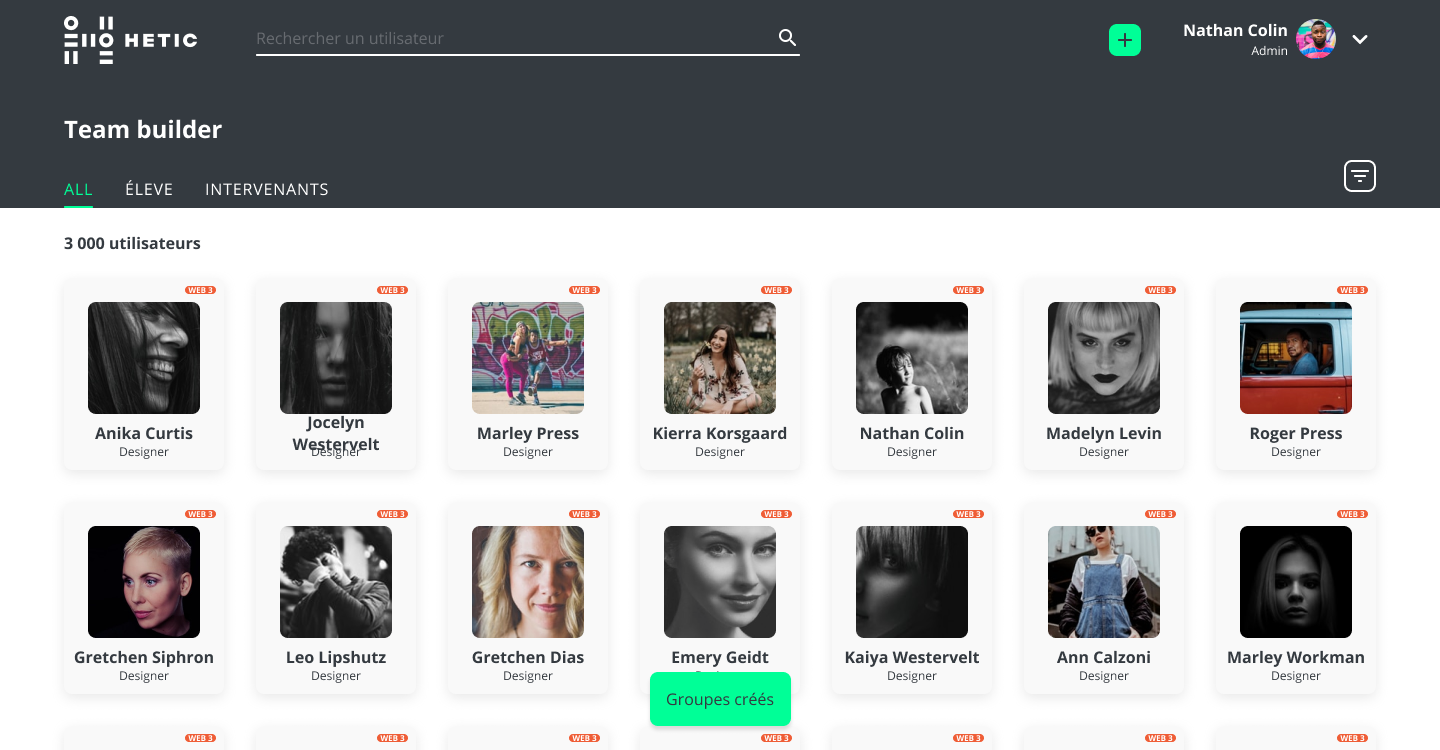 HETIC
Rechercher un utilisateur
Nathan Colin
Admin
Team builder
ALL ÉLEVE INTERVENANTS
3 000 utilisateurs
WEB 3 WEB 3 WEB 3 WEB 3 WEB 3 WEB 3 WEB 3
Anika Curtis
Designer
Jocelyn
Westervelt
Designer
Marley Press
Designer
Kierra Korsgaard
Designer
Nathan Colin
Designer
Madelyn Levin
Designer
Roger Press
Designer
WEB 3 WEB 3 WEB 3 WEB 3 WEB 3 WEB 3 WEB 3
Gretchen Siphron
Designer
Leo Lipshutz
Designer
Gretchen Dias
Designer
Emery Geidt
Kaiya Westervelt
Designer
Ann Calzoni
Designer
Marley Workman
Designer
Groupes créés
WEB 3 WEB 3 WEB 3 WEB 3 WEB 3 WEB 3 WEB 3